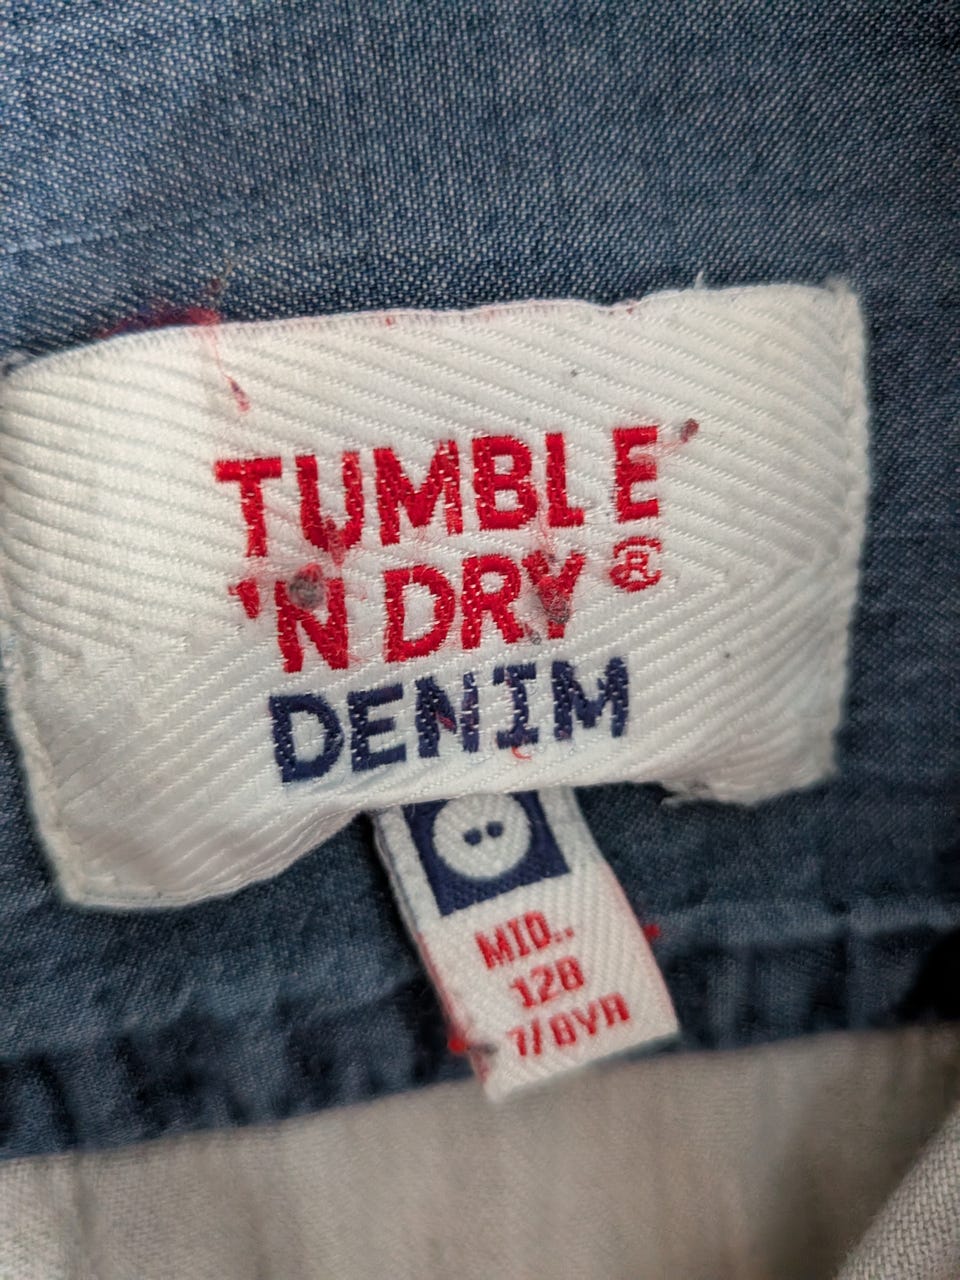 TUMBLE
'N DRY®
DENIM
MID..
128
7/8YR